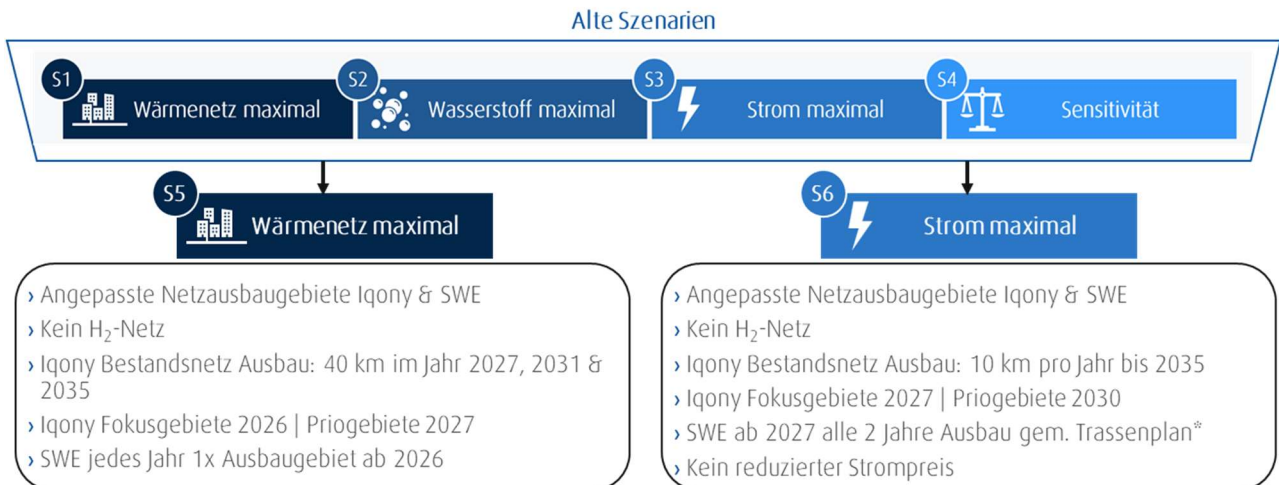 Alte Szenarien
S1
Wärmenetz maximal
S2
Wasserstoff maximal
S3
Strom maximal
S4
Sensitivität
S5
Wärmenetz maximal
› Angepasste Netzausbaugebiete Iqony & SWE
› Kein H₂-Netz
› Iqony Bestandsnetz Ausbau: 40 km im Jahr 2027, 2031 &
2035
› Iqony Fokusgebiete 2026 | Priogebiete 2027
› SWE jedes Jahr 1x Ausbaugebiet ab 2026
S6
Strom maximal
› Angepasste Netzausbaugebiete Iqony & SWE
› Kein H₂-Netz
› Iqony Bestandsnetz Ausbau: 10 km pro Jahr bis 2035
› Iqony Fokusgebiete 2027 | Priogebiete 2030
› SWE ab 2027 alle 2 Jahre Ausbau gem. Trassenplan*
› Kein reduzierter Strompreis